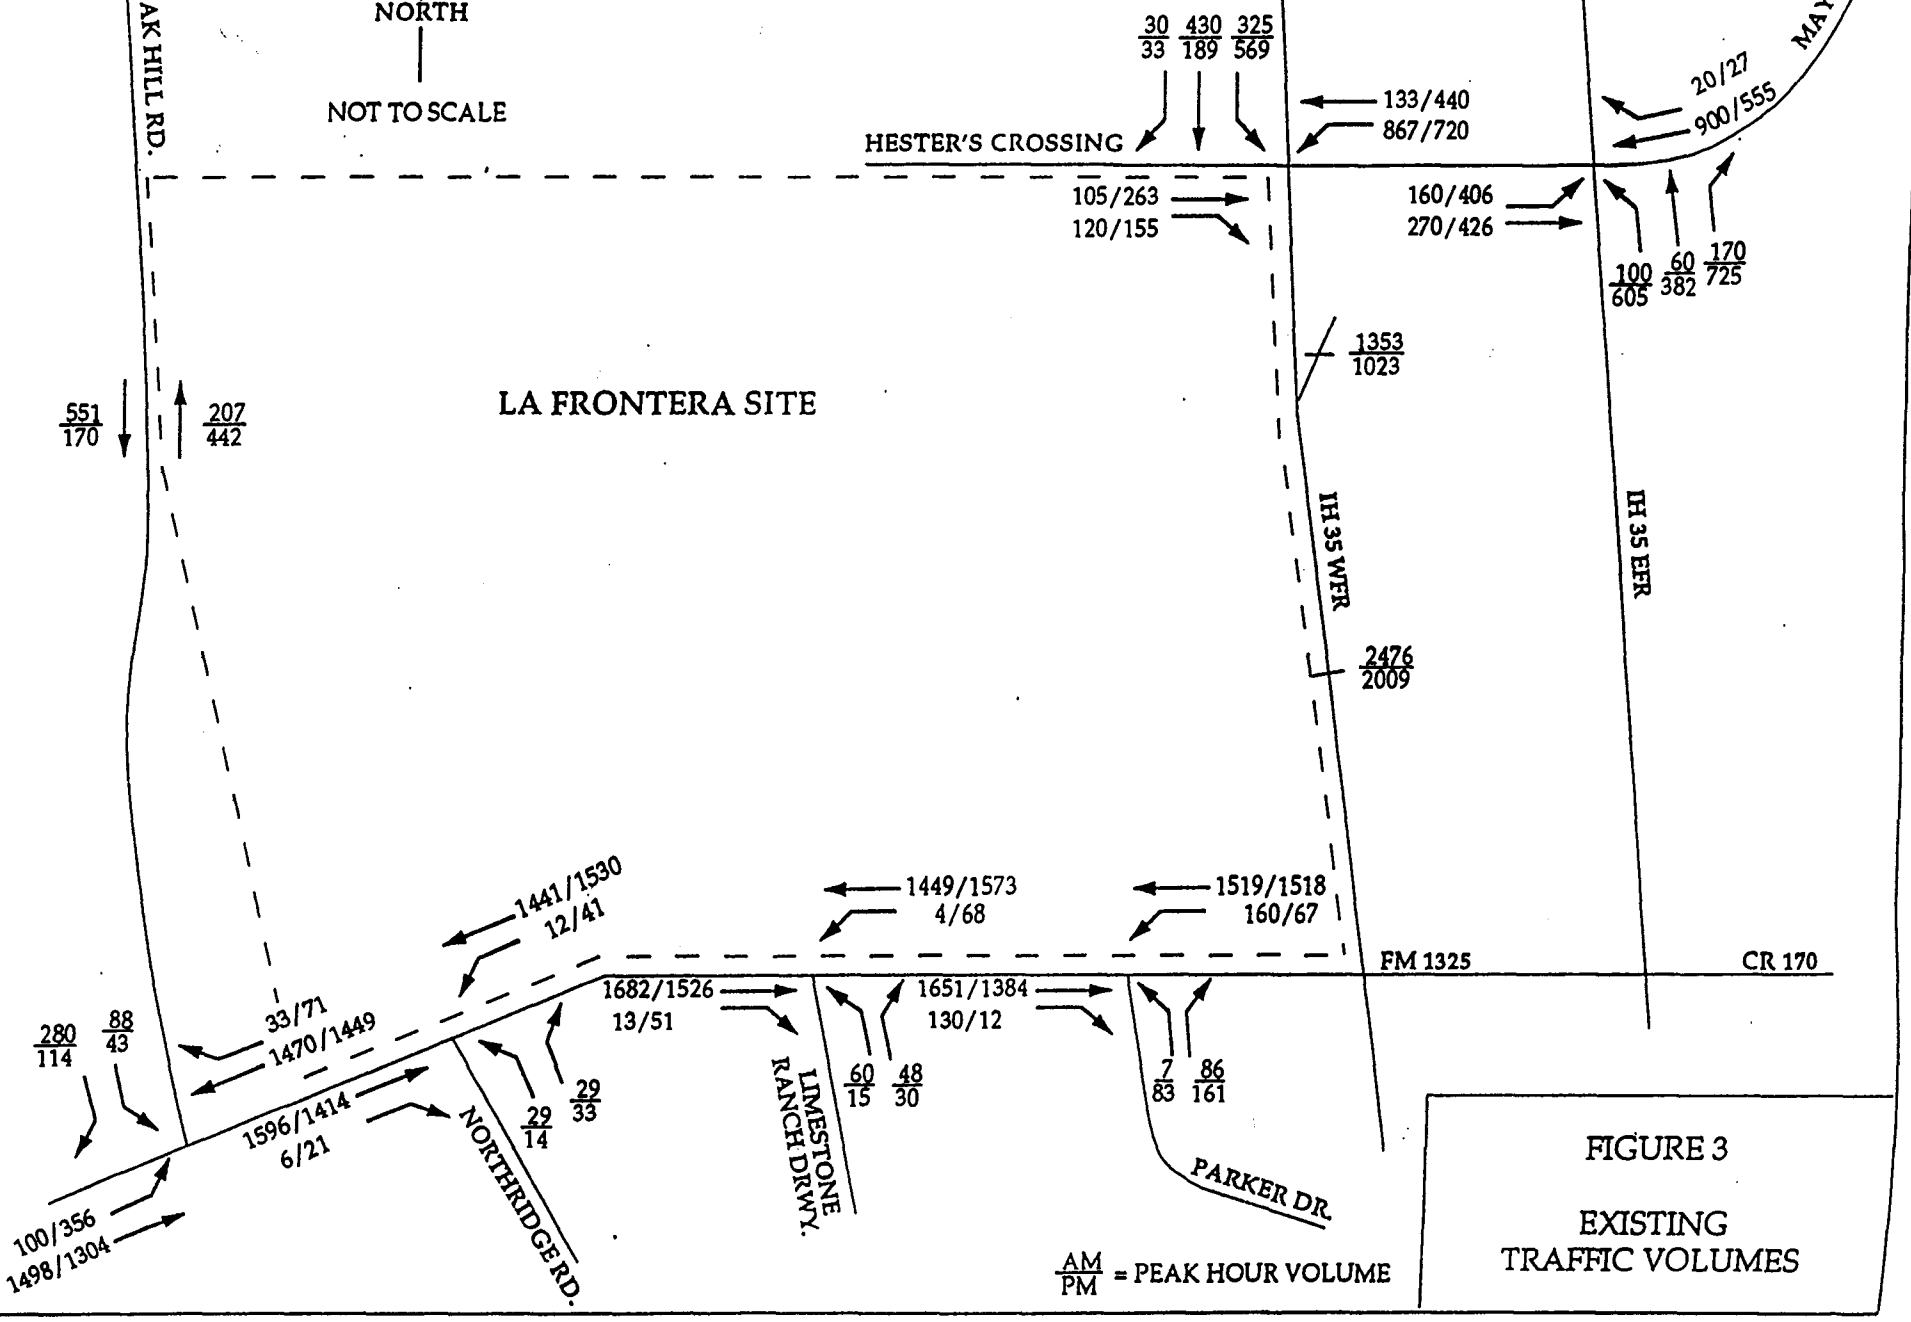 NORTH
NOT TO SCALE
AK HILL RD.
30 430 325
33 189 569
MAY
20/27
900/555
133/440
867/720
HESTER'S CROSSING
105/263
120/155
160/406
270/426
100 60 170
605 382 725
1353
1023
LA FRONTERA SITE
551
170
207
442
IH 35 WFR
IH 35 EFR
2476
2009
1441/1530
12/41
1449/1573
4/68
1519/1518
160/67
FM 1325
CR 170
1682/1526
13/51
1651/1384
130/12
280
114
88
43
33/71
1470/1449
1596/1414
6/21
29
14
29
33
60
15
48
30
7
83
86
161
LIMESTONE
RANCH DRWY.
NORTHRIDGE RD.
PARKER DR.
100/356
1498/1304
AM
PM = PEAK HOUR VOLUME
FIGURE 3
EXISTING
TRAFFIC VOLUMES